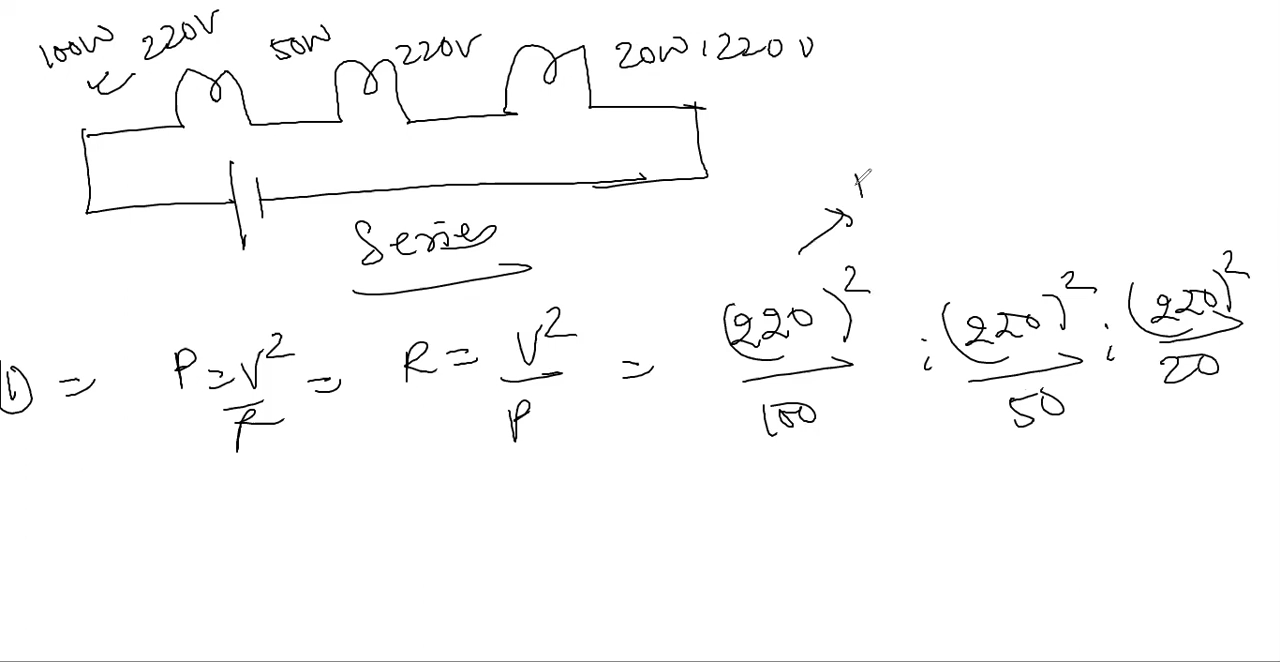 100W 220V 50W 220V 20W, 220V
Series
① = P = V²/R = R = V²/P = (220)²/100 ; (220)²/50 ; (220)²/20